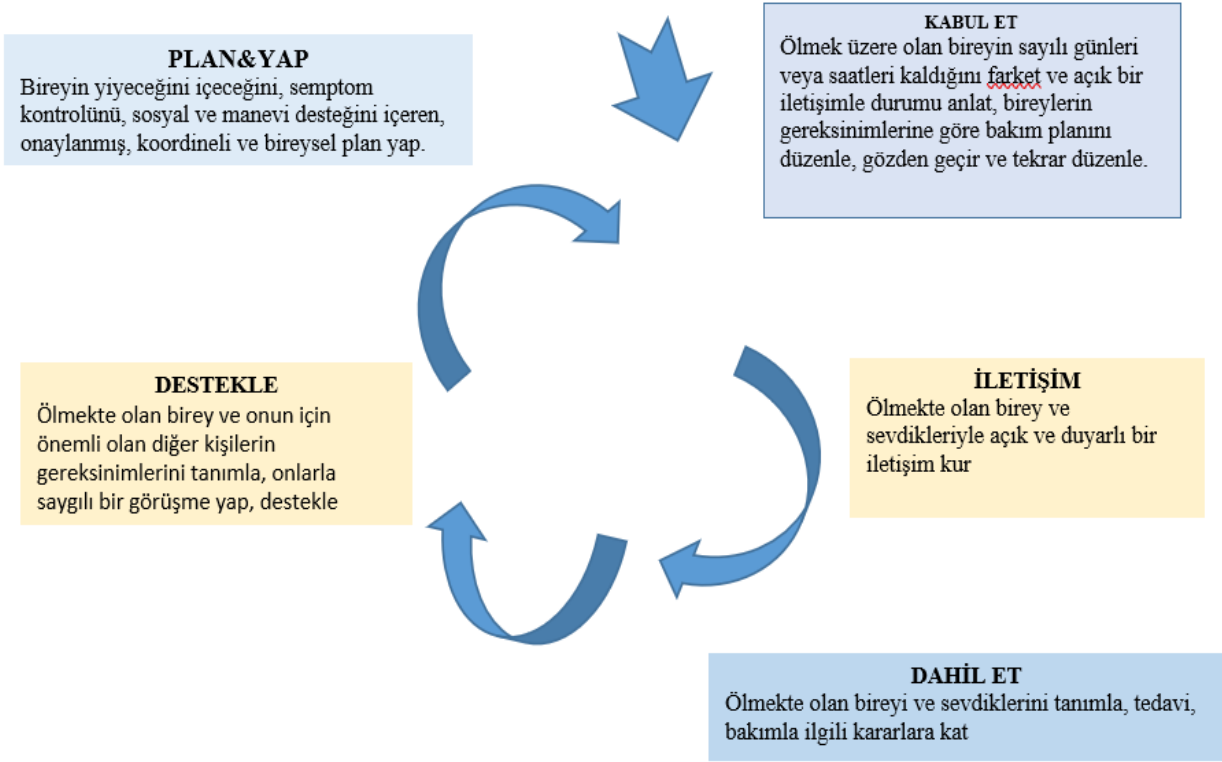 PLAN&YAP
Bireyin yiyeceğini içeceğini, semptom
kontrolünü, sosyal ve manevi desteğini içeren,
onaylanmış, koordineli ve bireysel plan yap.
KABUL ET
Ölmek üzere olan bireyin sayılı günleri
veya saatleri kaldığını farket ve açık bir
iletişimle durumu anlat, bireylerin
gereksinimlerine göre bakım planını
düzenle, gözden geçir ve tekrar düzenle.
DESTEKLE
Ölmekte olan birey ve onun için
önemli olan diğer kişilerin
gereksinimlerini tanımla, onlarla
saygılı bir görüşme yap, destekle
İLETİŞİM
Ölmekte olan birey ve
sevdikleriyle açık ve duyarlı bir
iletişim kur
DAHİL ET
Ölmekte olan bireyi ve sevdiklerini tanımla, tedavi,
bakımla ilgili kararlara kat